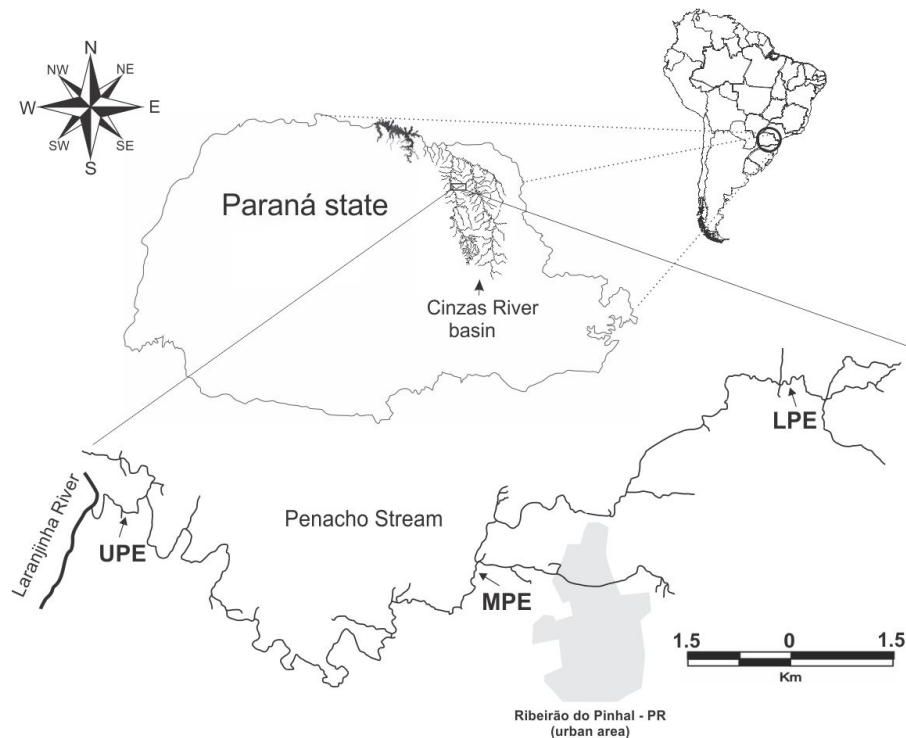 N
NW
NE
W
E
SW
SE
S
Paraná state
Cinzas River
basin
LPE
Laranjinha River
Penacho Stream
UPE
MPE
1.5
0
1.5
Km
Ribeirão do Pinhal - PR
(urban area)